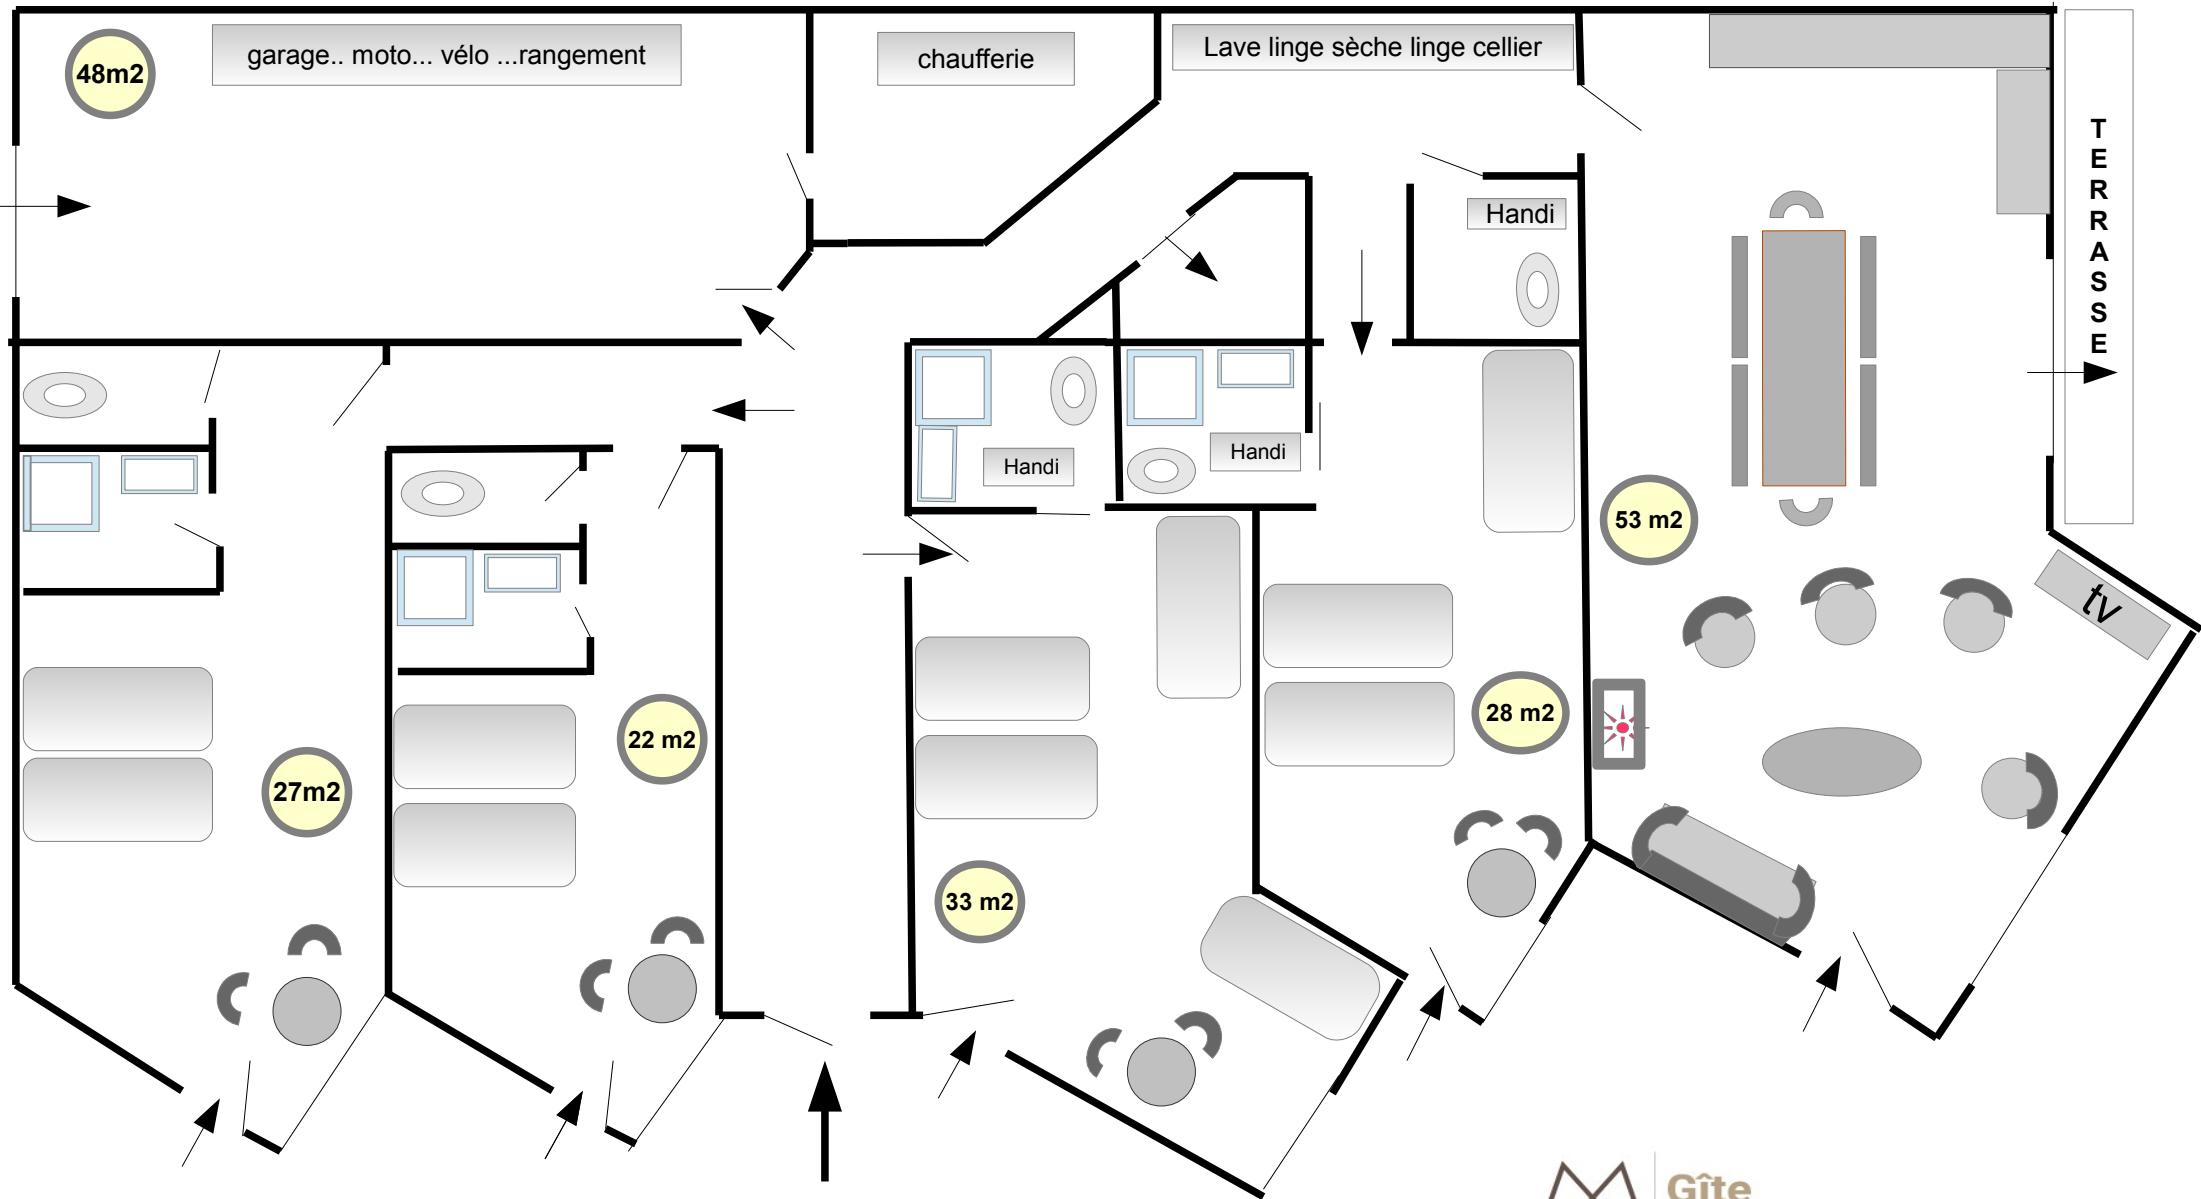 48m2
garage.. moto... vélo ...rangement
chaufferie
Lave linge sèche linge cellier
TERRASSE
Handi
Handi
Handi
53 m2
tv
27m2
22 m2
28 m2
33 m2
Gîte